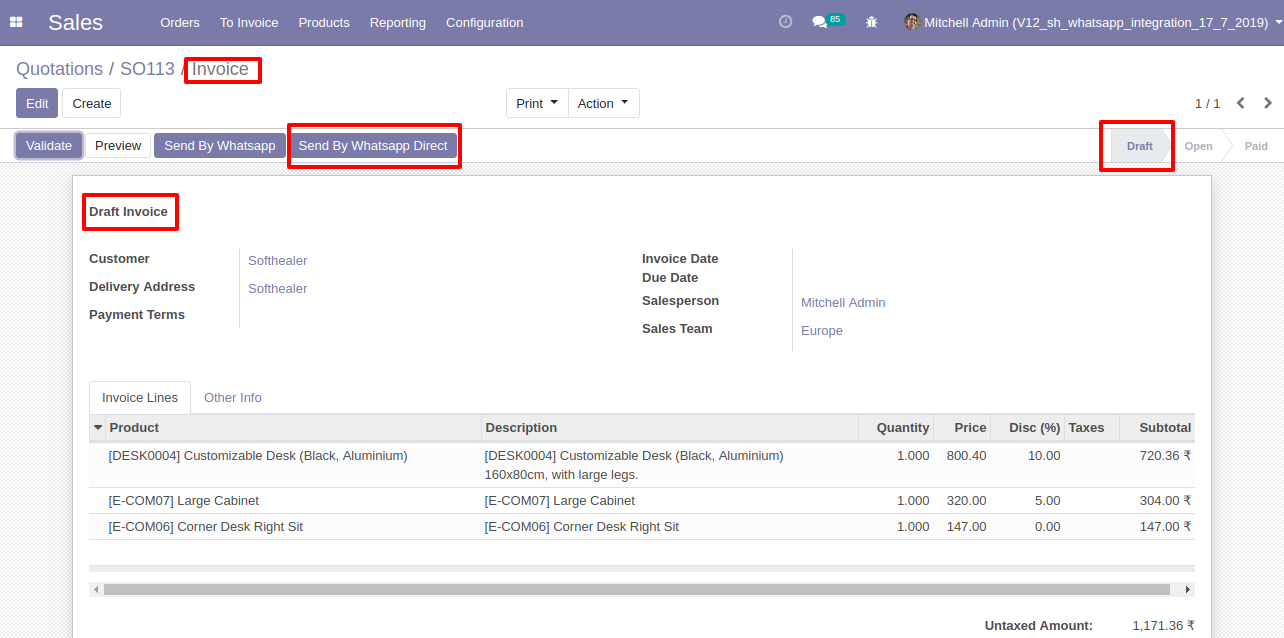 Sales Orders To Invoice Products Reporting Configuration 85 Mitchell Admin (V12_sh_whatsapp_integration_17_7_2019)
Quotations / SO113 / Invoice
Edit Create Print Action 1 / 1
Validate Preview Send By Whatsapp Send By Whatsapp Direct Draft Open Paid
Draft Invoice
Customer Softhealer
Delivery Address Softhealer
Payment Terms
Invoice Date
Due Date
Salesperson Mitchell Admin
Sales Team Europe
Invoice Lines Other Info
Product Description Quantity Price Disc (%) Taxes Subtotal
[DESK0004] Customizable Desk (Black, Aluminium) [DESK0004] Customizable Desk (Black, Aluminium) 1.000 800.40 10.00 720.36 ₹
160x80cm, with large legs.
[E-COM07] Large Cabinet [E-COM07] Large Cabinet 1.000 320.00 5.00 304.00 ₹
[E-COM06] Corner Desk Right Sit [E-COM06] Corner Desk Right Sit 1.000 147.00 0.00 147.00 ₹
Untaxed Amount: 1,171.36 ₹